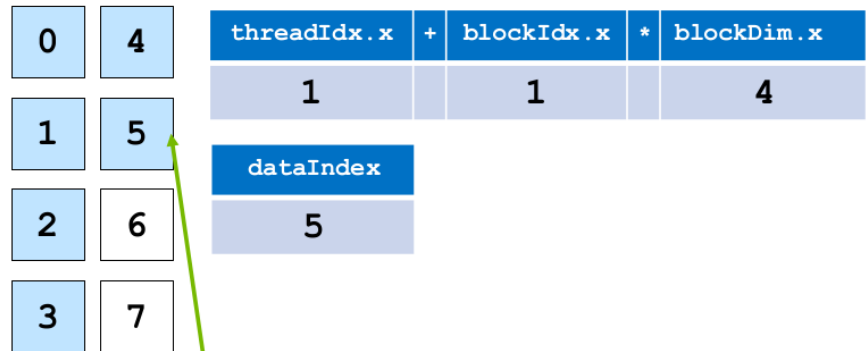 0 4
threadIdx.x + blockIdx.x * blockDim.x
1 1 4
1 5
dataIndex
2 6
5
3 7